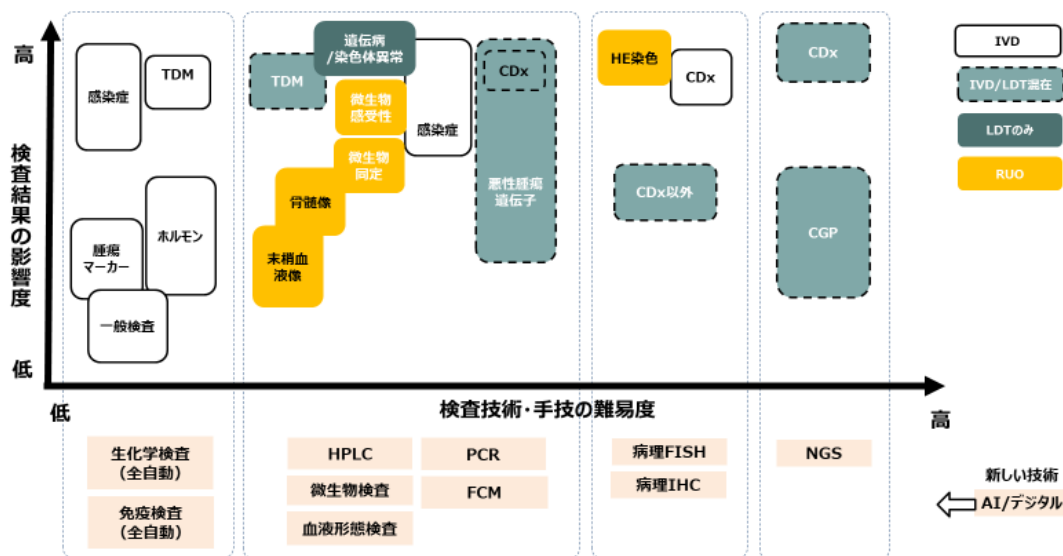 高
検査結果の影響度
低
感染症
TDM
腫瘍
マーカー
ホルモン
一般検査
TDM
遺伝病
/染色体異常
微生物
感受性
微生物
同定
骨髄像
末梢血
液像
感染症
CDx
悪性腫瘍
遺伝子
HE染色
CDx
CDx以外
CDx
CGP
IVD
IVD/LDT混在
LDTのみ
RUO
低
検査技術・手技の難易度
高
生化学検査
(全自動)
免疫検査
(全自動)
HPLC
PCR
微生物検査
FCM
血液形態検査
病理FISH
病理IHC
NGS
新しい技術
AI/デジタル